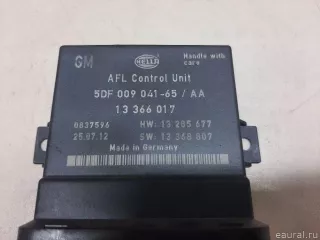 GM
HELLA
Handle with
care
AFL Control Unit
5DF 009 041-65 / AA
13 366 017
0837596
HW: 13 205 677
25.07.12
SW: 13 368 807
Made in Germany
eaural.ru